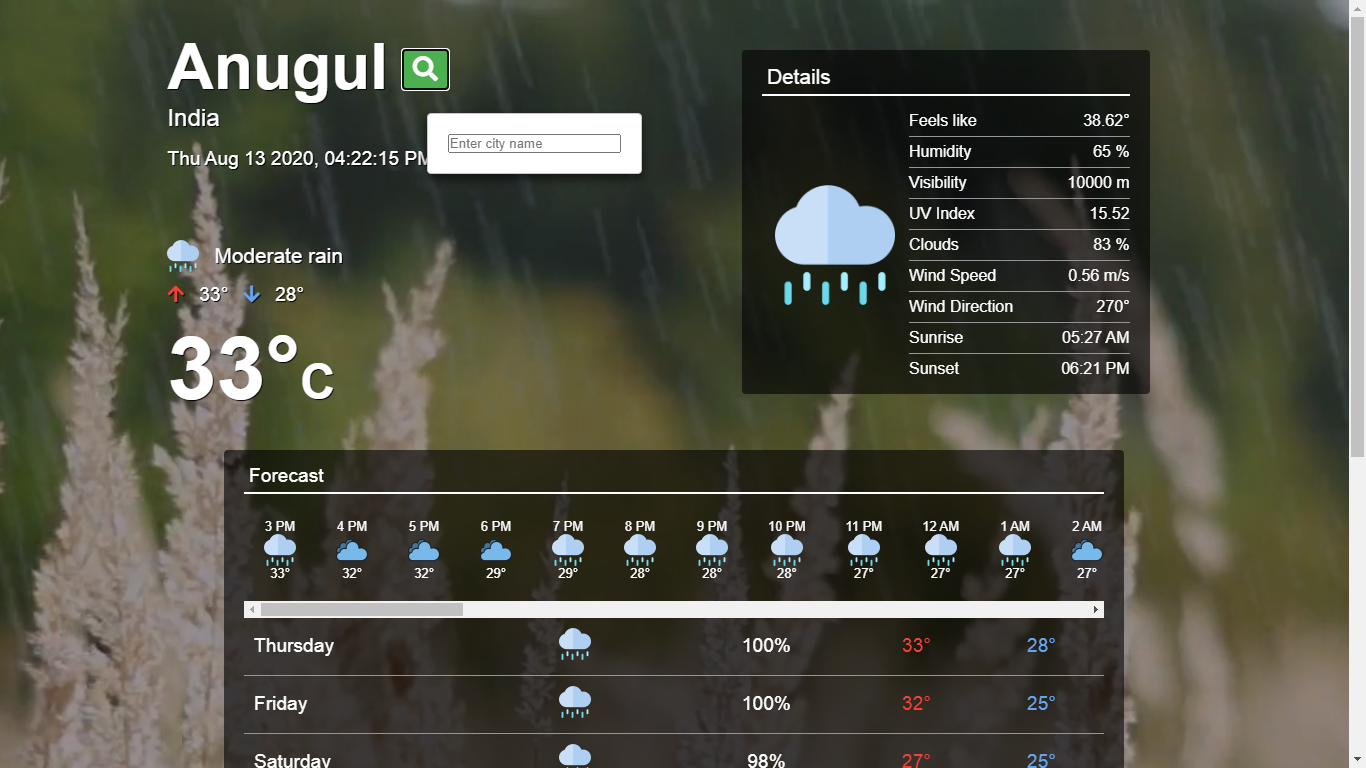 Anugul
India
Thu Aug 13 2020, 04:22:15 PM
Enter city name
Moderate rain
33° 28°
33°C
Details
Feels like 38.62°
Humidity 65 %
Visibility 10000 m
UV Index 15.52
Clouds 83 %
Wind Speed 0.56 m/s
Wind Direction 270°
Sunrise 05:27 AM
Sunset 06:21 PM
Forecast
3 PM 4 PM 5 PM 6 PM 7 PM 8 PM 9 PM 10 PM 11 PM 12 AM 1 AM 2 AM
33° 32° 32° 29° 29° 28° 28° 28° 27° 27° 27° 27°
Thursday 100% 33° 28°
Friday 100% 32° 25°
Saturday 98% 27° 25°